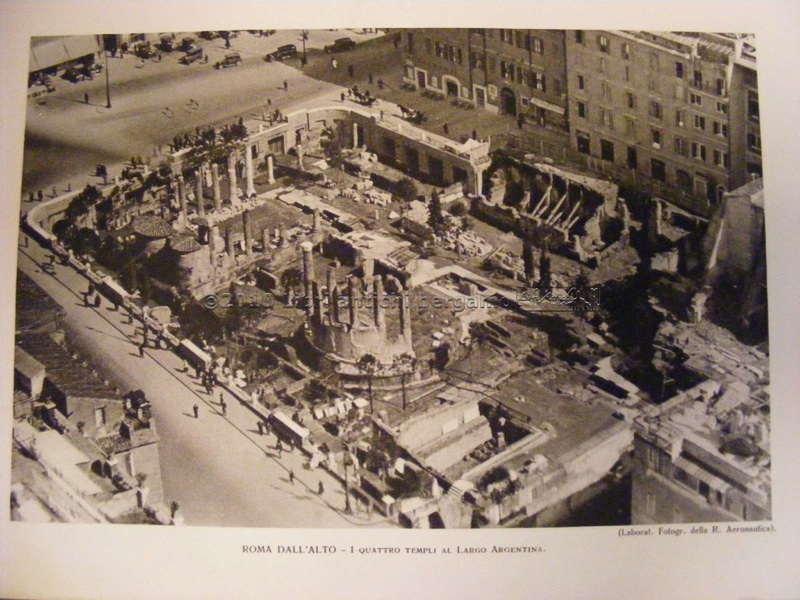 (Laborat. Fotogr. della R. Aeronautica).
ROMA DALL'ALTO – I QUATTRO TEMPLI AL LARGO ARGENTINA.